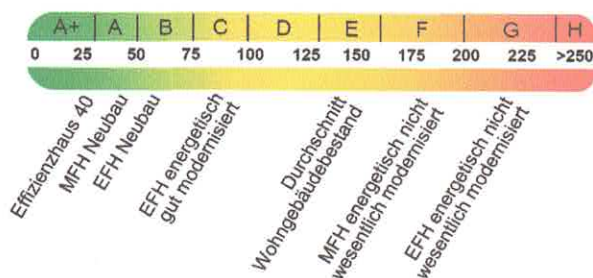 A+ A B C D E F G H
0 25 50 75 100 125 150 175 200 225 >250
Effizienzhaus 40
MFH Neubau
EFH Neubau
EFH energetisch
gut modernisiert
Durchschnitt
Wohngebäudebestand
MFH energetisch nicht
wesentlich modernisiert
EFH energetisch nicht
wesentlich modernisiert